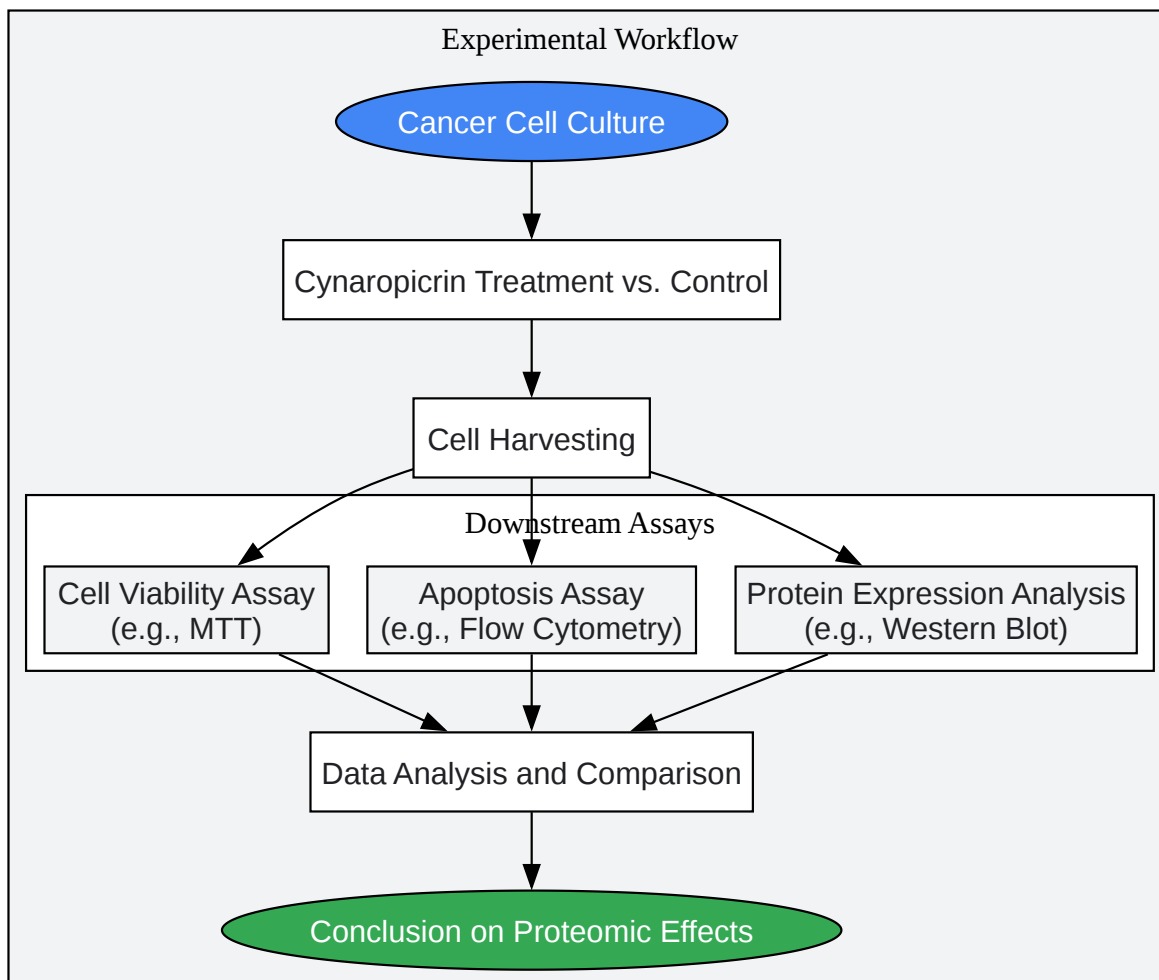 Experimental Workflow
Cancer Cell Culture
Cynaropicrin Treatment vs. Control
Cell Harvesting
Downstream Assays
Cell Viability Assay
(e.g., MTT)
Apoptosis Assay
(e.g., Flow Cytometry)
Protein Expression Analysis
(e.g., Western Blot)
Data Analysis and Comparison
Conclusion on Proteomic Effects